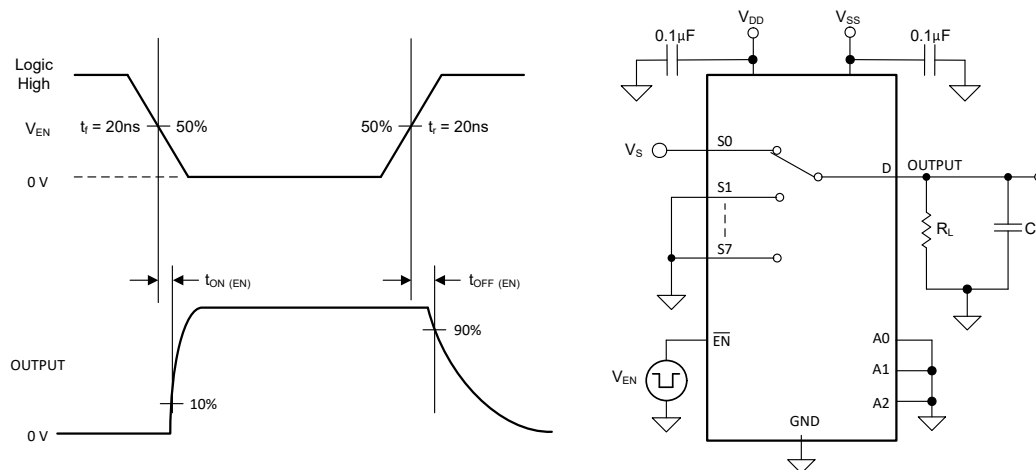 Logic
High
V_EN
t_f = 20ns
50%
50%
t_r = 20ns
0 V
t_ON (EN)
t_OFF (EN)
90%
OUTPUT
10%
0 V
V_DD
V_SS
0.1μF
0.1μF
V_S
S0
D
OUTPUT
S1
R_L
C
S7
EN
V_EN
A0
A1
A2
GND